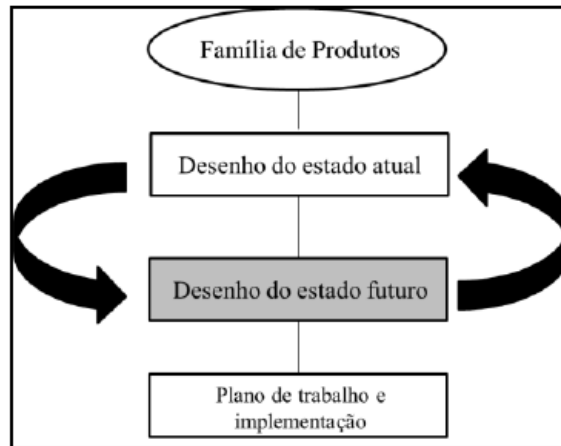 Família de Produtos
Desenho do estado atual
Desenho do estado futuro
Plano de trabalho e
implementação